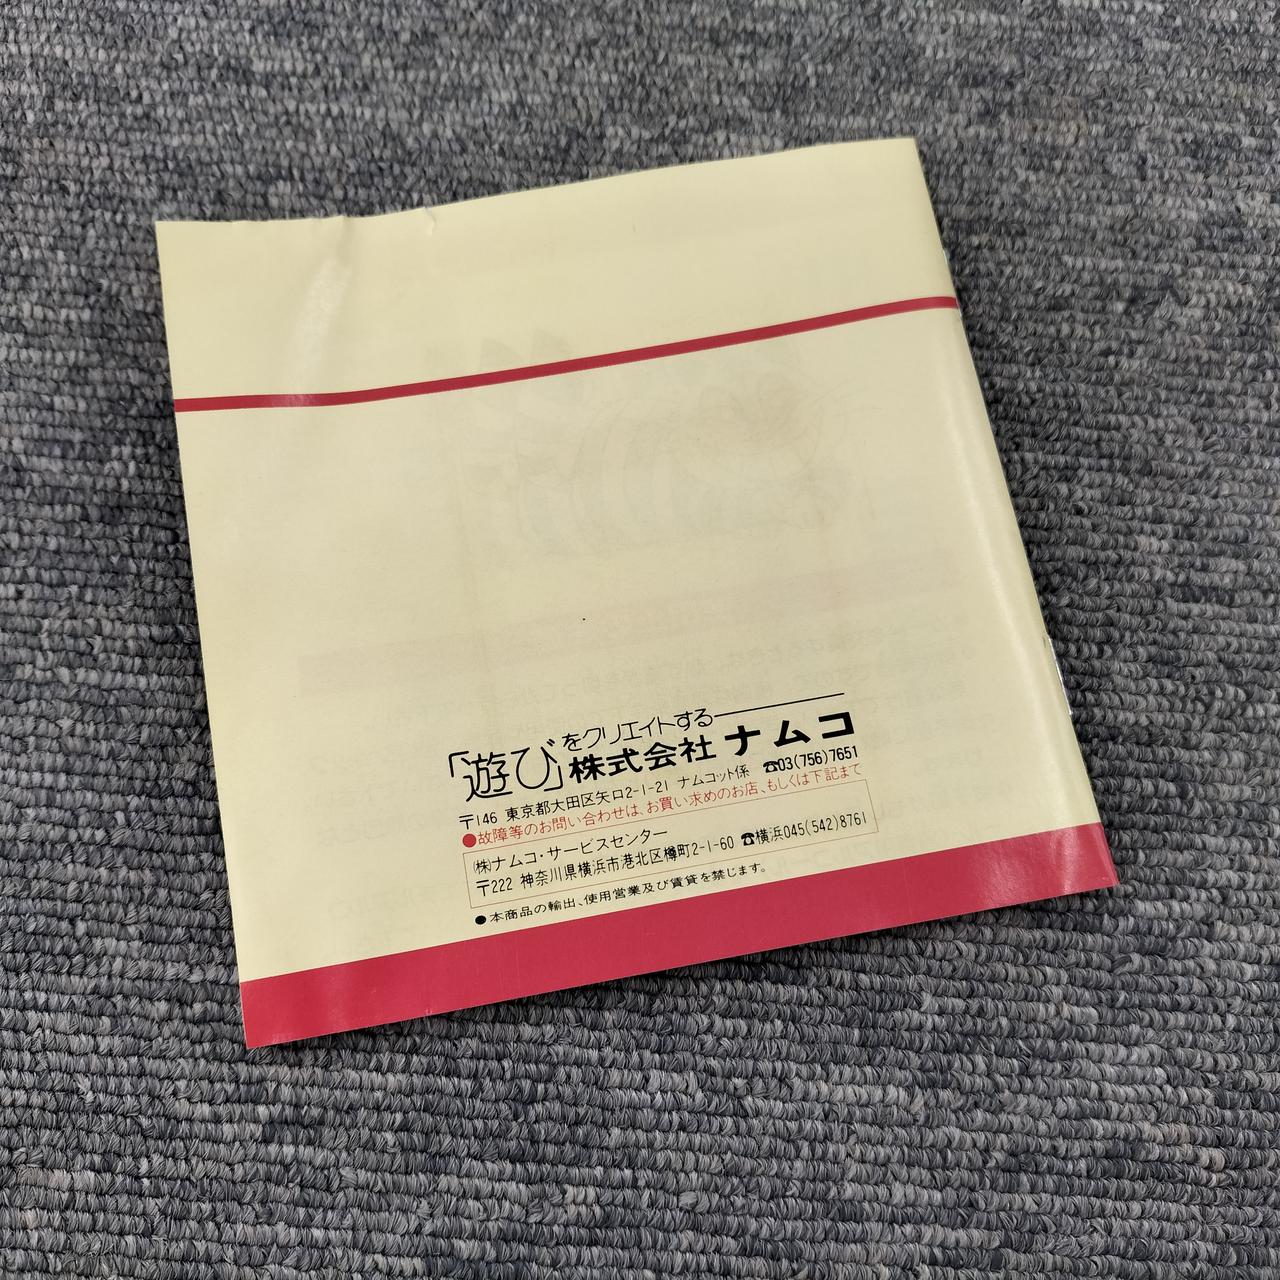 「遊び」をクリエイトする
株式会社ナムコ
〒146 東京都大田区矢口2-1-21 ナムコット係 ☎03(756)7651
●故障等のお問い合わせは、お買い求めのお店、もしくは下記まで
(株)ナムコ・サービスセンター
〒222 神奈川県横浜市港北区樽町2-1-60 ☎横浜045(542)8761
●本商品の輸出、使用営業及び賃貸を禁じます。